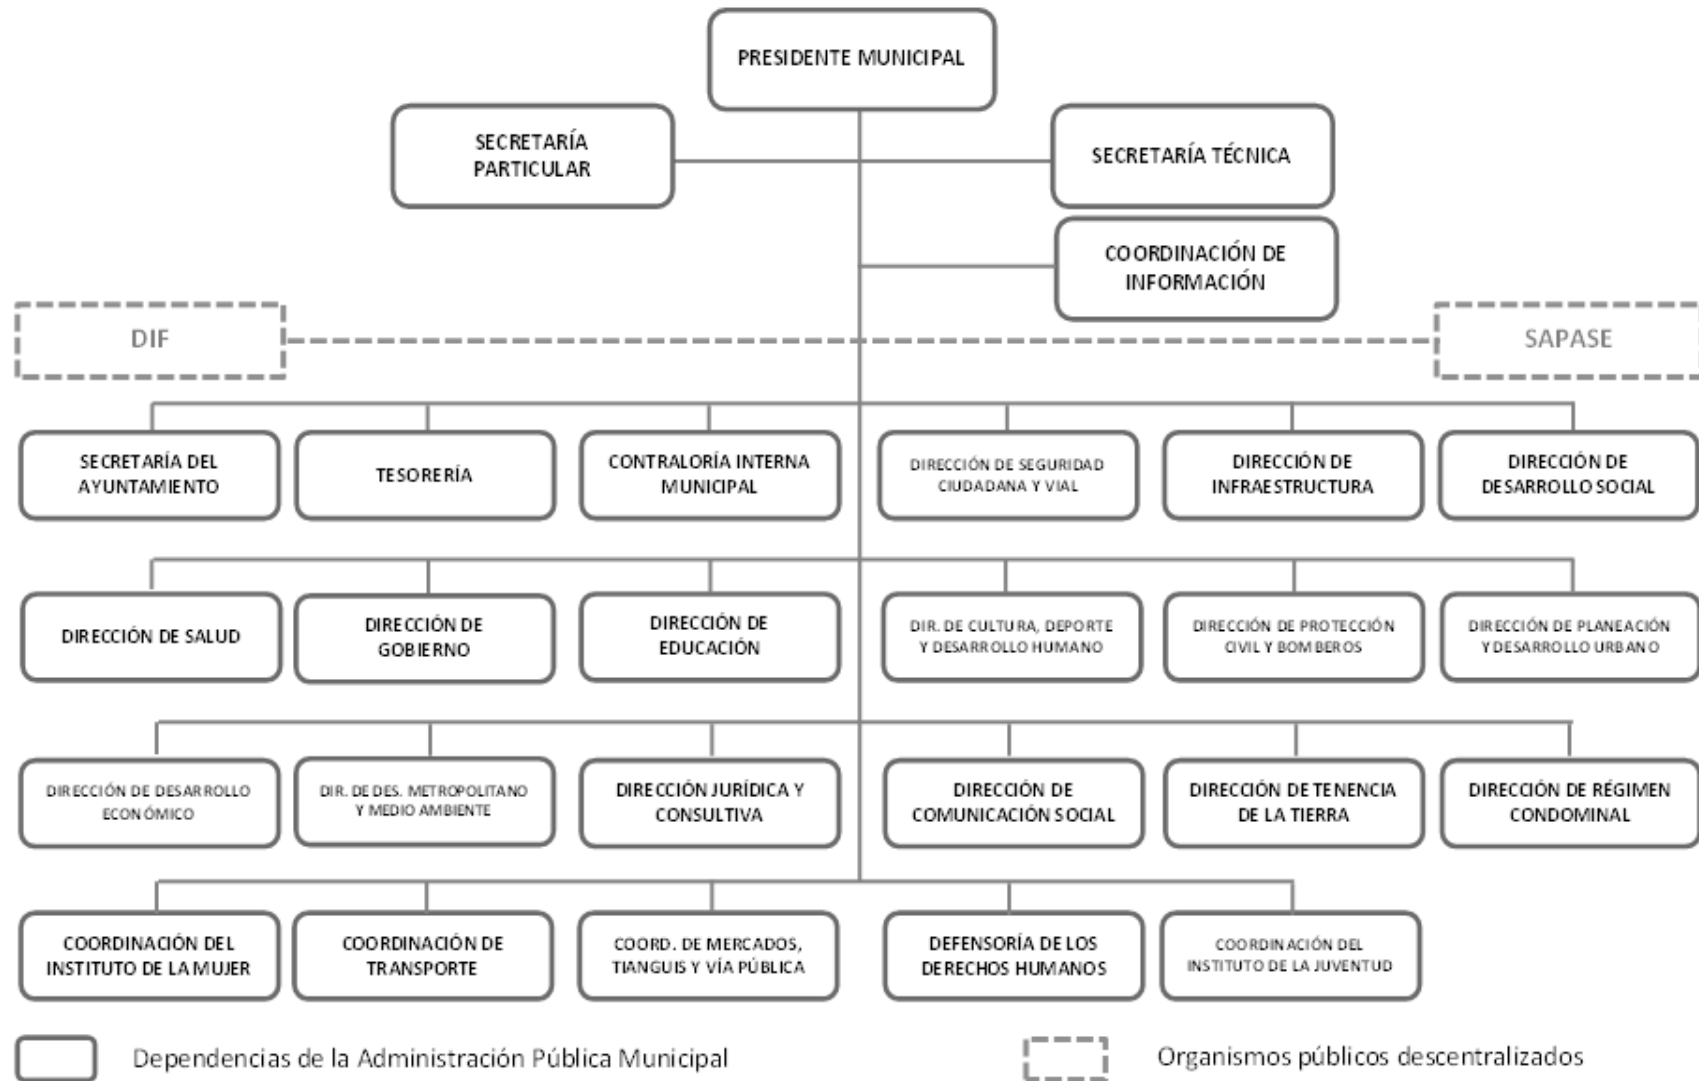 PRESIDENTE MUNICIPAL
SECRETARÍA
PARTICULAR
SECRETARÍA TÉCNICA
COORDINACIÓN DE
INFORMACIÓN
DIF
SAPASE
SECRETARÍA DEL
AYUNTAMIENTO
TESORERÍA
CONTRALORÍA INTERNA
MUNICIPAL
DIRECCIÓN DE SEGURIDAD
CIUDADANA Y VIAL
DIRECCIÓN DE
INFRAESTRUCTURA
DIRECCIÓN DE
DESARROLLO SOCIAL
DIRECCIÓN DE SALUD
DIRECCIÓN DE
GOBIERNO
DIRECCIÓN DE
EDUCACIÓN
DIR. DE CULTURA, DEPORTE
Y DESARROLLO HUMANO
DIRECCIÓN DE PROTECCIÓN
CIVIL Y BOMBEROS
DIRECCIÓN DE PLANEACIÓN
Y DESARROLLO URBANO
DIRECCIÓN DE DESARROLLO
ECONÓMICO
DIR. DE DES. METROPOLITANO
Y MEDIO AMBIENTE
DIRECCIÓN JURÍDICA Y
CONSULTIVA
DIRECCIÓN DE
COMUNICACIÓN SOCIAL
DIRECCIÓN DE TENENCIA
DE LA TIERRA
DIRECCIÓN DE RÉGIMEN
CONDOMINAL
COORDINACIÓN DEL
INSTITUTO DE LA MUJER
COORDINACIÓN DE
TRANSPORTE
COORD. DE MERCADOS,
TIANGUIS Y VÍA PÚBLICA
DEFENSORÍA DE LOS
DERECHOS HUMANOS
COORDINACIÓN DEL
INSTITUTO DE LA JUVENTUD
Dependencias de la Administración Pública Municipal
Organismos públicos descentralizados